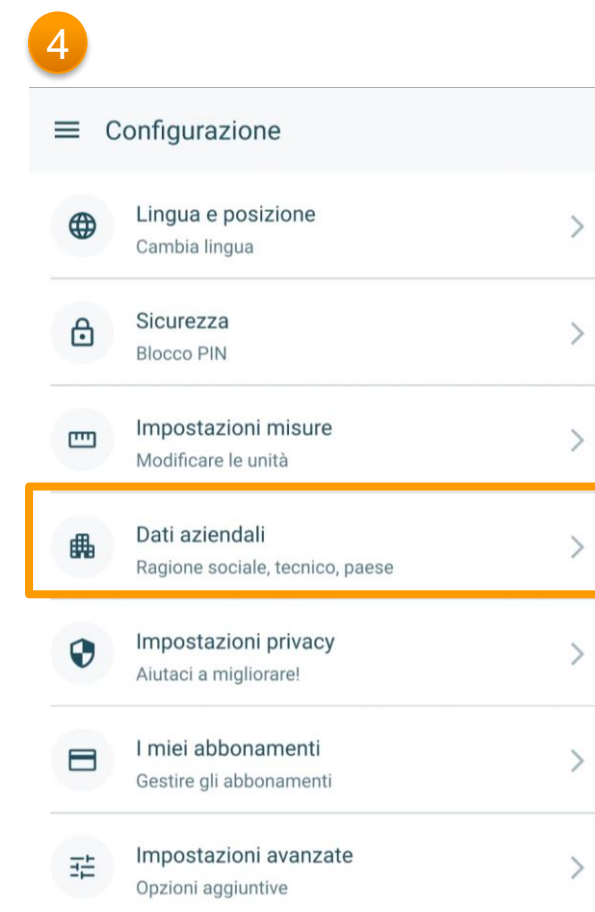 4
Configurazione
Lingua e posizione
Cambia lingua
Sicurezza
Blocco PIN
Impostazioni misure
Modificare le unità
Dati aziendali
Ragione sociale, tecnico, paese
Impostazioni privacy
Aiutaci a migliorare!
I miei abbonamenti
Gestire gli abbonamenti
Impostazioni avanzate
Opzioni aggiuntive